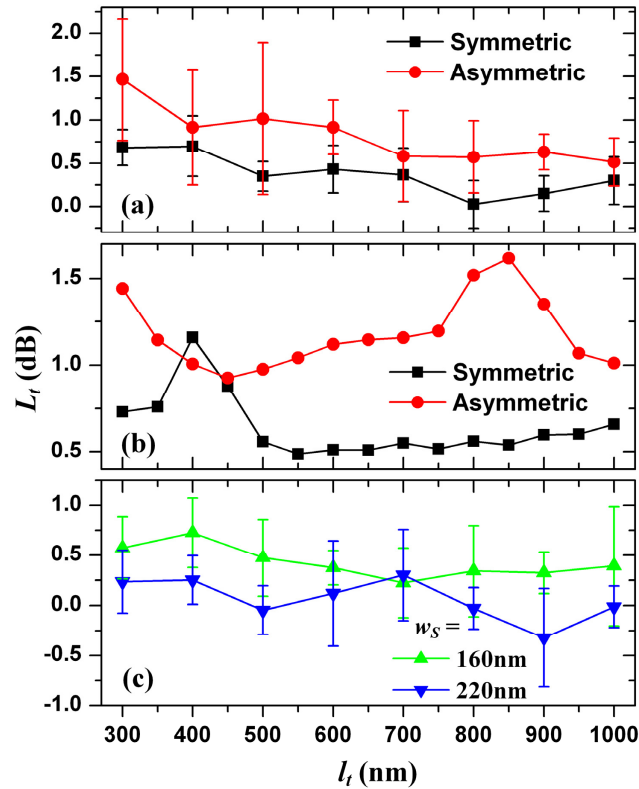 2.0
1.5
1.0
0.5
0.0
Symmetric
Asymmetric
(a)
1.5
1.0
0.5
Symmetric
Asymmetric
(b)
L_t (dB)
1.0
0.5
0.0
-0.5
-1.0
w_S =
160nm
220nm
(c)
300 400 500 600 700 800 900 1000
l_t (nm)